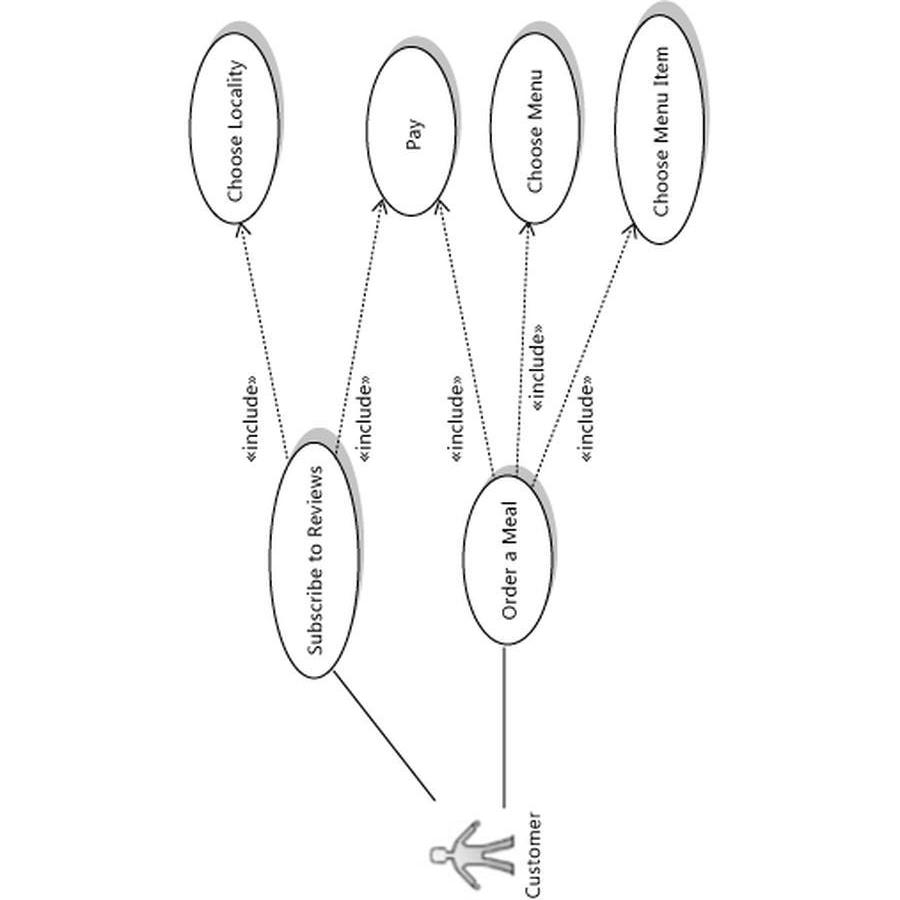 Choose Locality
«include»
Subscribe to Reviews
«include»
Pay
«include»
Order a Meal
Choose Menu
«include»
Customer
«include»
Choose Menu Item